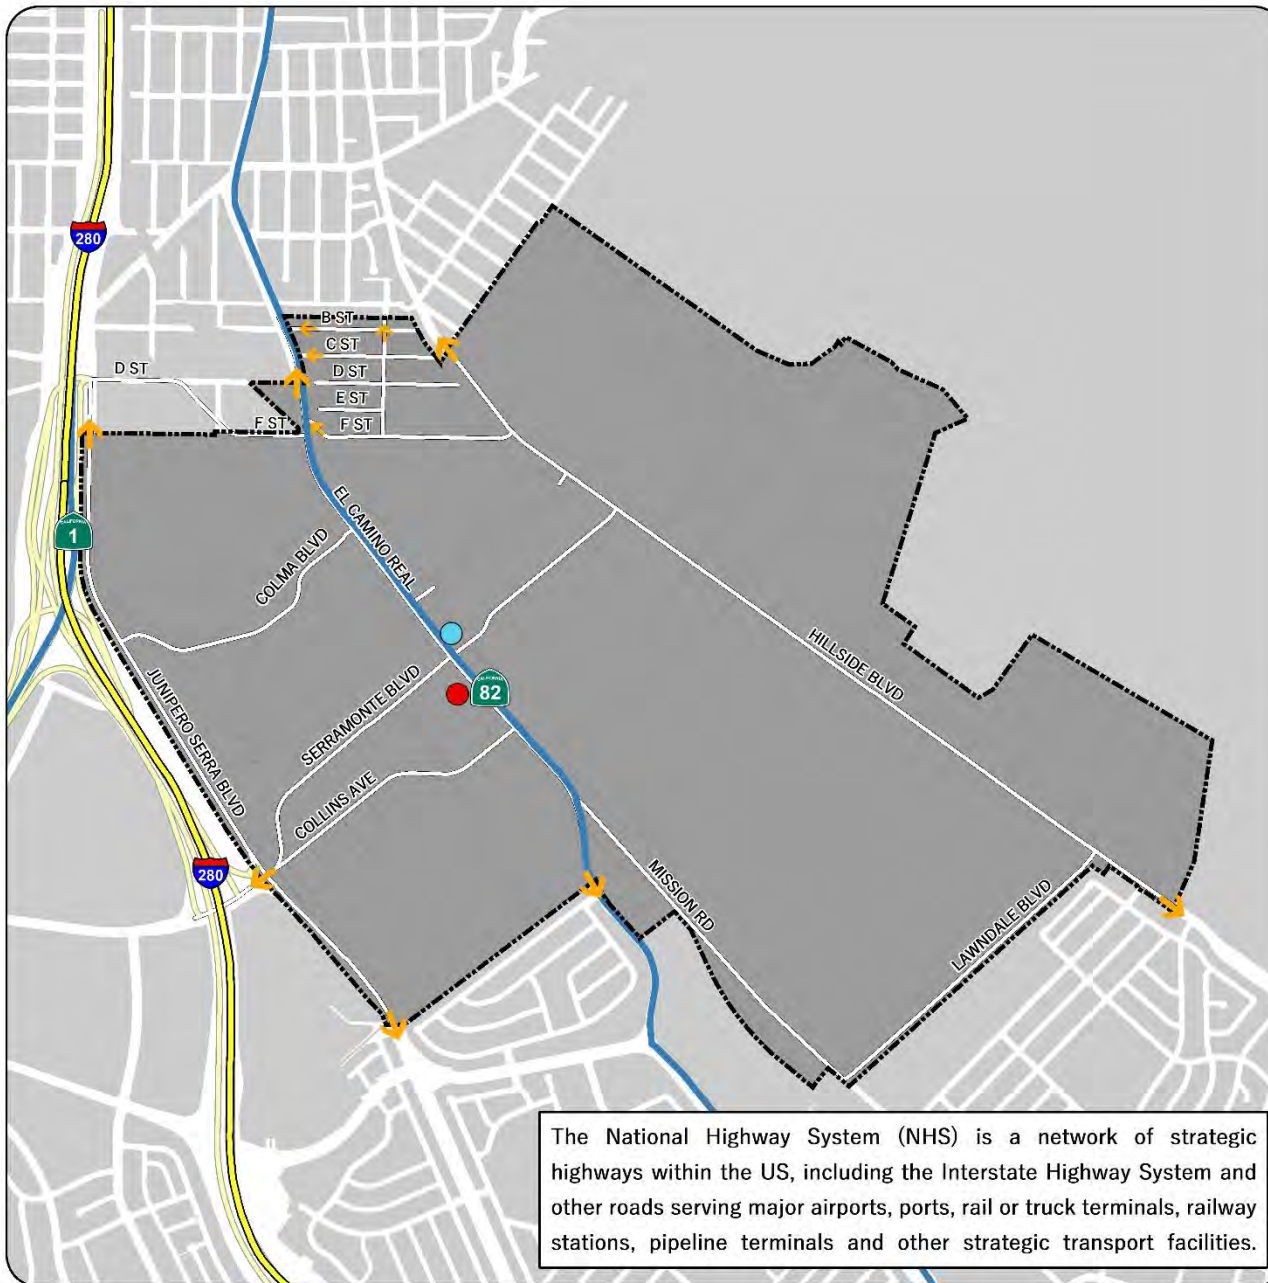 280
B ST
C ST
D ST
D ST
E ST
F ST
F ST
EL CAMINO REAL
CALIFORNIA
1
COLMA BLVD
HILLSIDE BLVD
JUNIPERO SERRA BLVD
SERRAMONTE BLVD
CALIFORNIA
82
COLLINS AVE
280
MISSION RD
LAWNDALE BLVD
The National Highway System (NHS) is a network of strategic
highways within the US, including the Interstate Highway System and
other roads serving major airports, ports, rail or truck terminals, railway
stations, pipeline terminals and other strategic transport facilities.